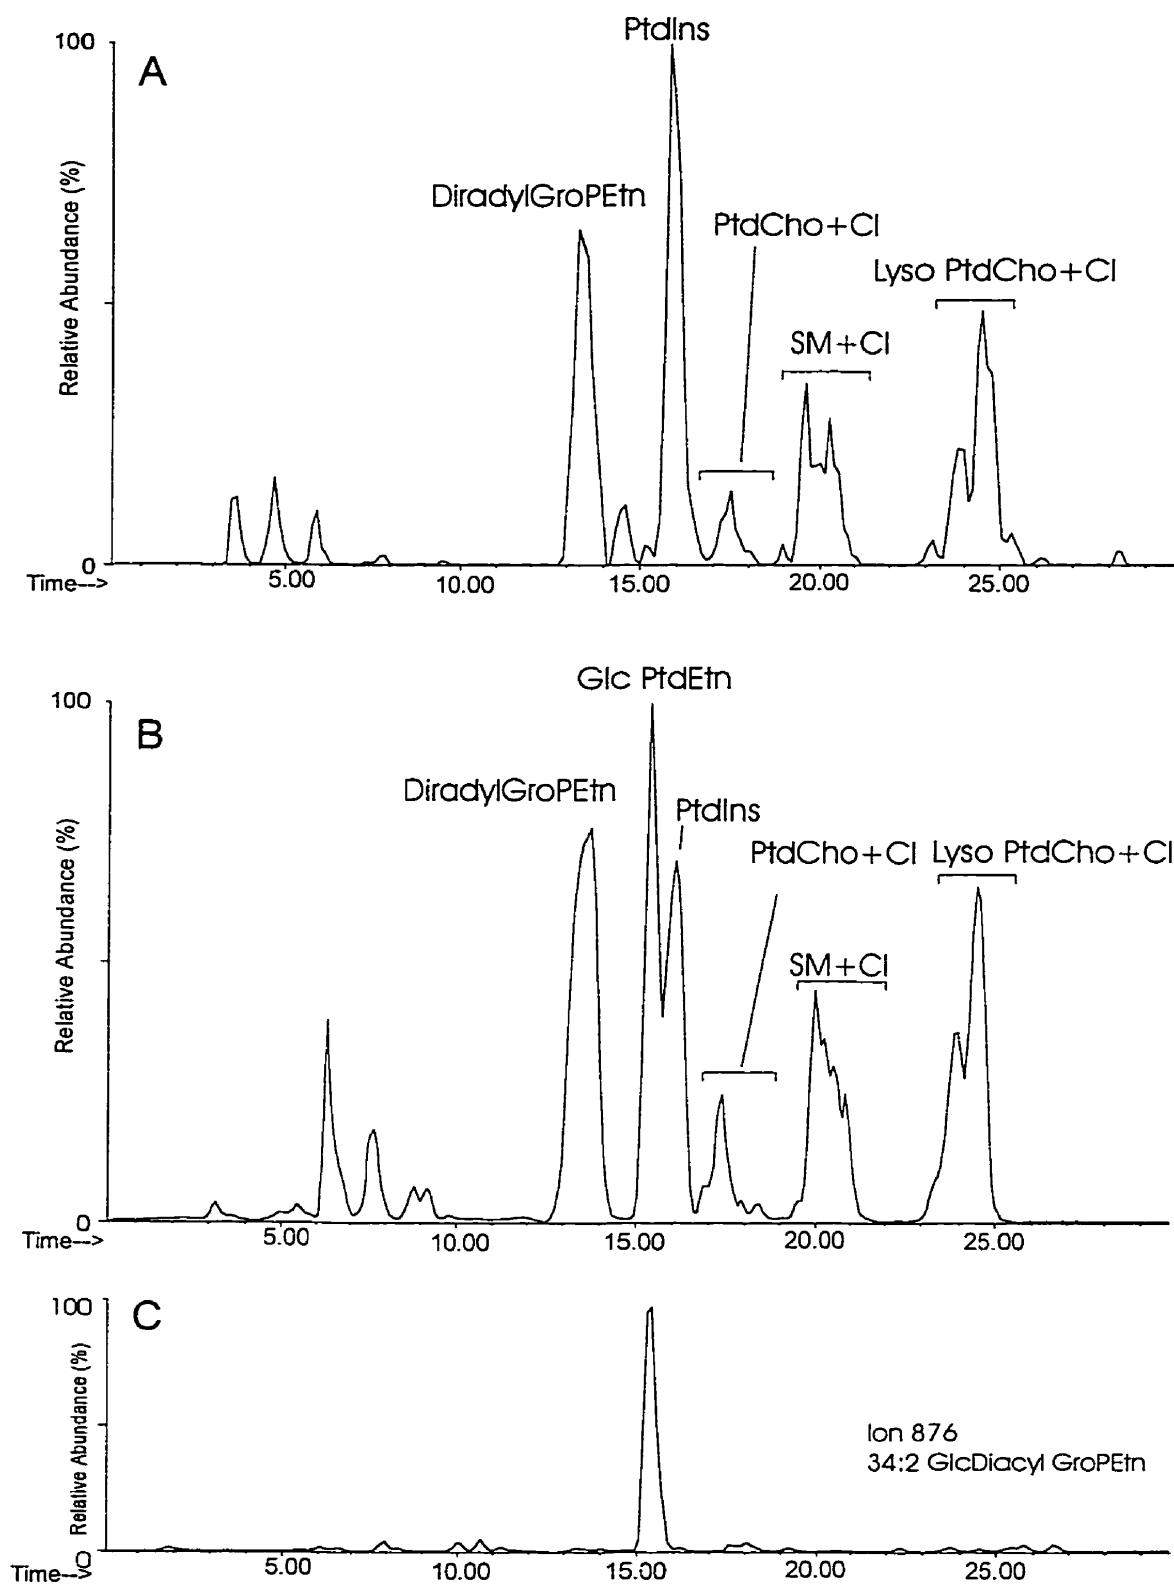 PtdIns
100
A
DiradylGroPEtn
PtdCho+Cl
Lyso PtdCho+Cl
SM+Cl
Relative Abundance (%)
0
Time-->
5.00 10.00 15.00 20.00 25.00
Glc PtdEtn
100
B
DiradylGroPEtn
PtdIns
PtdCho+Cl Lyso PtdCho+Cl
SM+Cl
Relative Abundance (%)
0
Time-->
5.00 10.00 15.00 20.00 25.00
100
C
Relative Abundance (%)
Ion 876
34:2 GlcDiacyl GroPEtn
0
Time-->
5.00 10.00 15.00 20.00 25.00